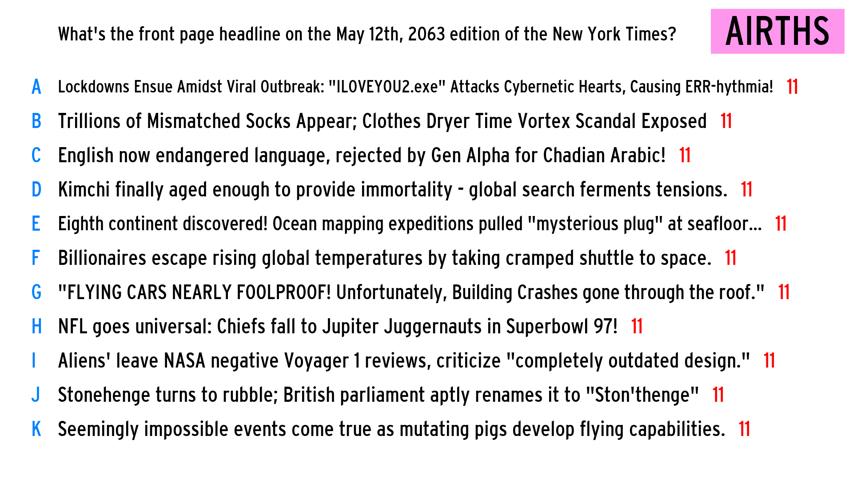 What's the front page headline on the May 12th, 2063 edition of the New York Times?
AIRTHS
A Lockdowns Ensue Amidst Viral Outbreak: "ILOVEYOU2.exe" Attacks Cybernetic Hearts, Causing ERR-hythmia! 11
B Trillions of Mismatched Socks Appear; Clothes Dryer Time Vortex Scandal Exposed 11
C English now endangered language, rejected by Gen Alpha for Chadian Arabic! 11
D Kimchi finally aged enough to provide immortality - global search ferments tensions. 11
E Eighth continent discovered! Ocean mapping expeditions pulled "mysterious plug" at seafloor... 11
F Billionaires escape rising global temperatures by taking cramped shuttle to space. 11
G "FLYING CARS NEARLY FOOLPROOF! Unfortunately, Building Crashes gone through the roof." 11
H NFL goes universal: Chiefs fall to Jupiter Juggernauts in Superbowl 97! 11
I Aliens' leave NASA negative Voyager 1 reviews, criticize "completely outdated design." 11
J Stonehenge turns to rubble; British parliament aptly renames it to "Ston'thenge" 11
K Seemingly impossible events come true as mutating pigs develop flying capabilities. 11